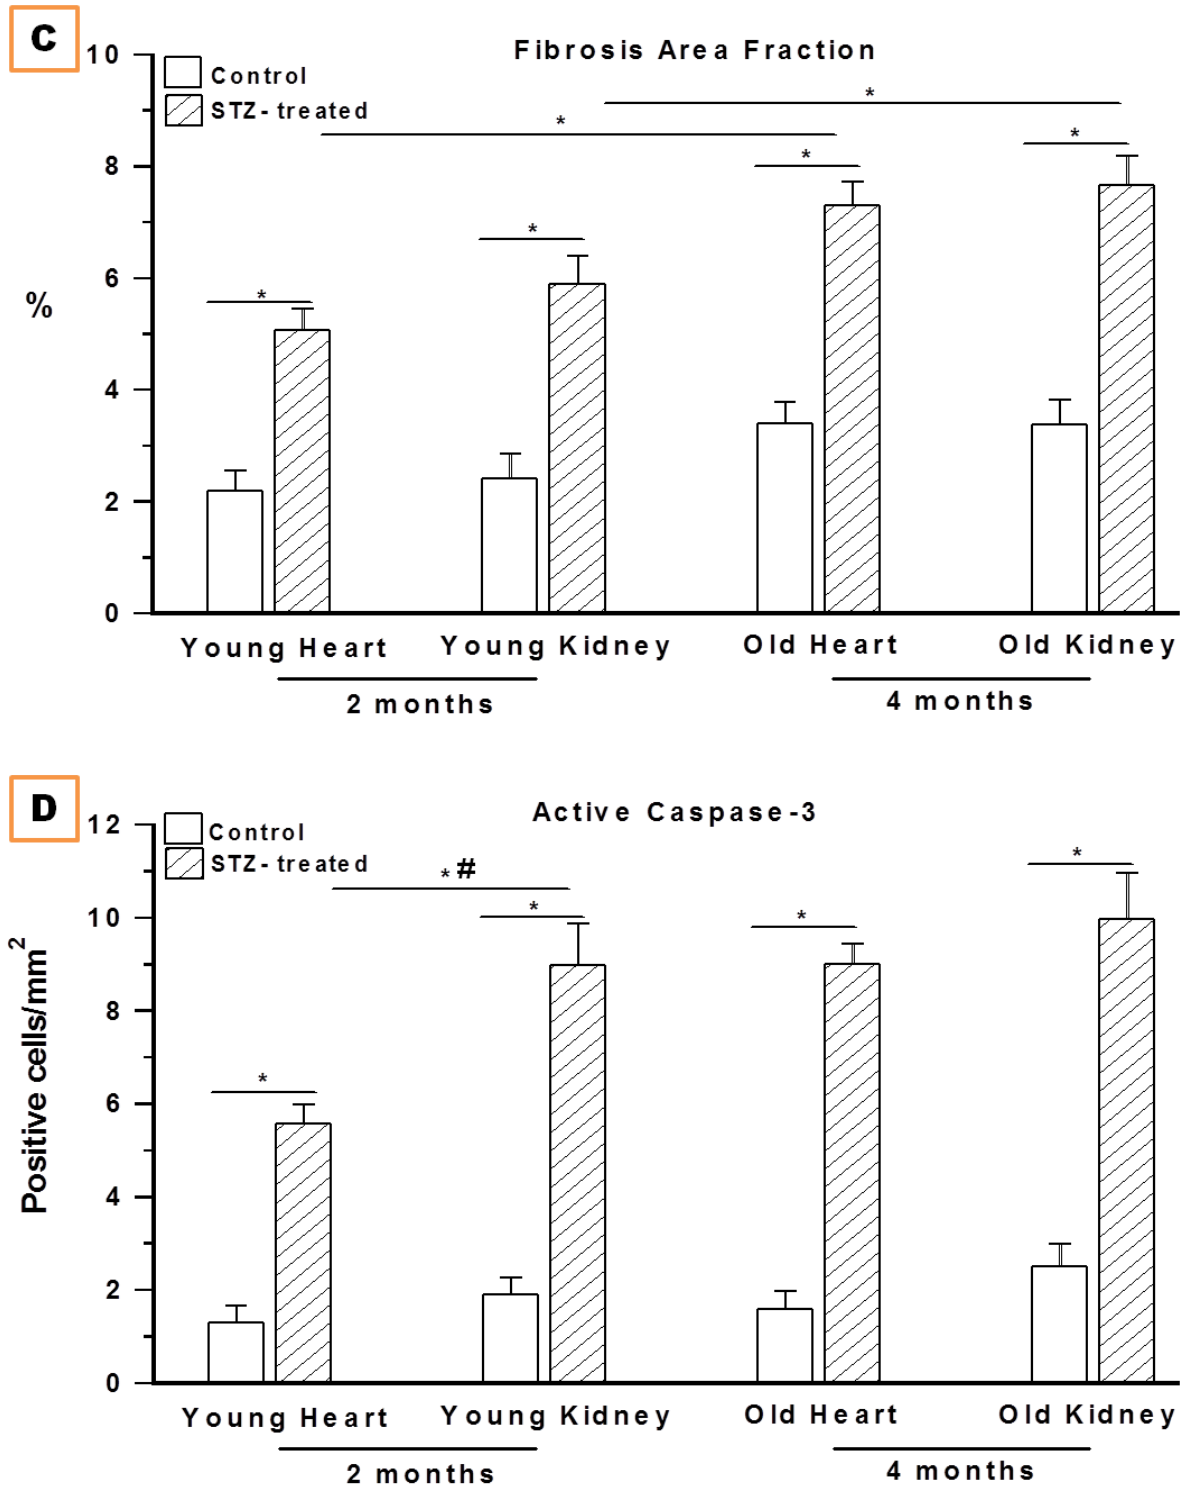 C
Fibrosis Area Fraction
Control
STZ- treated
%
10
8
6
4
2
0
*
*
*
*
*
*
Young Heart Young Kidney Old Heart Old Kidney
2 months 4 months
D
Active Caspase-3
Control
STZ- treated
Positive cells/mm²
12
10
8
6
4
2
0
*#
*
*
*
*
Young Heart Young Kidney Old Heart Old Kidney
2 months 4 months